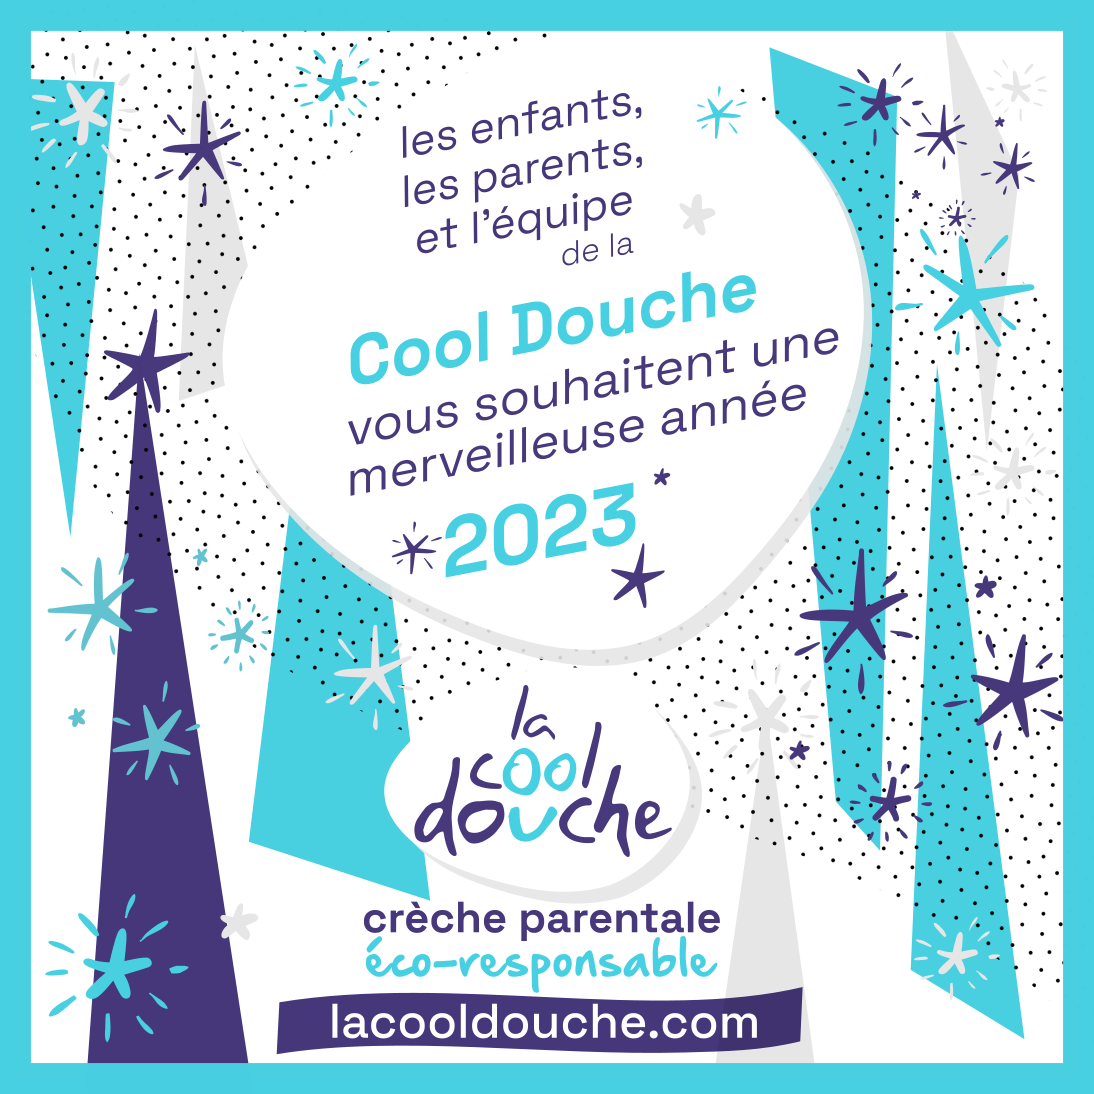 les enfants,
les parents,
et l’équipe
de la
Cool Douche
vous souhaitent une
merveilleuse année
2023
la
cool
douche
crèche parentale
éco-responsable
lacooldouche.com